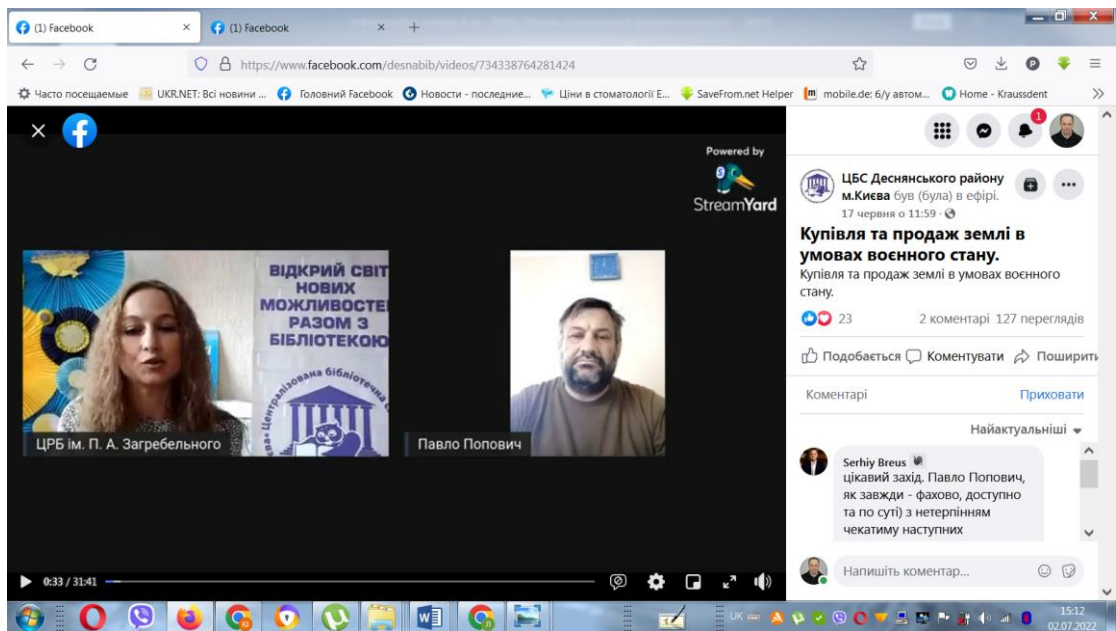 (1) Facebook
(1) Facebook
https://www.facebook.com/desnabib/videos/734338764281424
Часто посещаемые
UKR.NET: Всі новини ...
Головний Facebook
Новости - последние...
Ціни в стоматології Е...
SaveFrom.net Helper
mobile.de: б/у автом...
Home - Kraussdent
Powered by
StreamYard
ВІДКРИЙ СВІТ
НОВИХ
МОЖЛИВОСТЕ
РАЗОМ З
БІБЛІОТЕКОЮ
Централізована бібліотечна
ЦРБ ім. П. А. Загребельного
Павло Попович
0:33 / 31:41
1
ЦБС Деснянського району
м.Києва був (була) в ефірі.
17 червня о 11:59
Купівля та продаж землі в
умовах воєнного стану.
Купівля та продаж землі в умовах воєнного
стану.
23
2 коментарі 127 переглядів
Подобається
Коментувати
Поширити
Коментарі
Приховати
Найактуальніші
Serhiy Breus
цікавий захід. Павло Попович,
як завжди - фахово, доступно
та по суті) з нетерпінням
чекатиму наступних
Напишіть коментар...
UK
15:12
02.07.2022